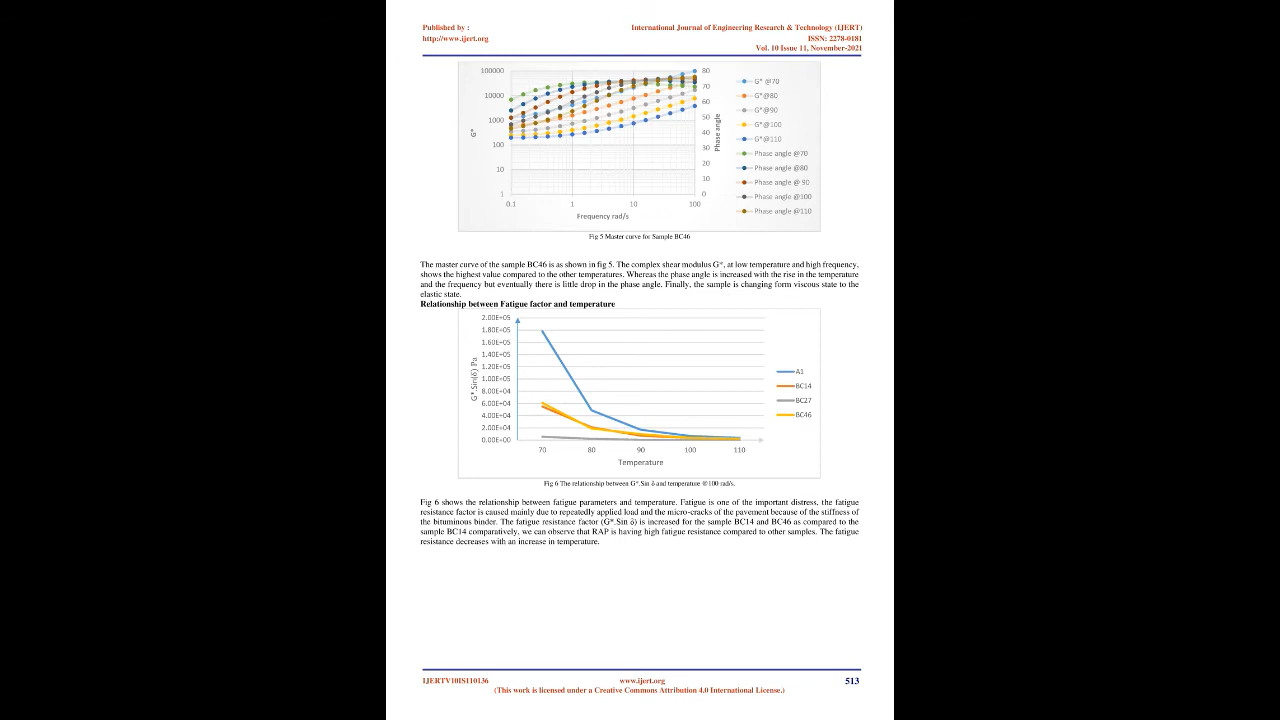 Published by :
International Journal of Engineering Research & Technology (IJERT)
http://www.ijert.org
ISSN: 2278-0181
Vol. 10 Issue 11, November-2021
100000
10000
1000
100
10
1
G*
0.1
1
10
100
Frequency rad/s
80
70
60
50
40
30
20
10
0
Phase angle
G* @70
G*@80
G*@90
G*@100
G*@110
Phase angle @70
Phase angle @80
Phase angle @ 90
Phase angle @100
Phase angle @110
Fig 5 Master curve for Sample BC46
The master curve of the sample BC46 is as shown in fig 5. The complex shear modulus G*, at low temperature and high frequency,
shows the highest value compared to the other temperatures. Whereas the phase angle is increased with the rise in the temperature
and the frequency but eventually there is little drop in the phase angle. Finally, the sample is changing form viscous state to the
elastic state.
Relationship between Fatigue factor and temperature
2.00E+05
1.80E+05
1.60E+05
1.40E+05
1.20E+05
1.00E+05
8.00E+04
6.00E+04
4.00E+04
2.00E+04
0.00E+00
G*.Sin(δ) Pa
70
80
90
100
110
Temperature
A1
BC14
BC27
BC46
Fig 6 The relationship between G*.Sin δ and temperature @100 rad/s.
Fig 6 shows the relationship between fatigue parameters and temperature. Fatigue is one of the important distress, the fatigue
resistance factor is caused mainly due to repeatedly applied load and the micro-cracks of the pavement because of the stiffness of
the bituminous binder. The fatigue resistance factor (G*.Sin δ) is increased for the sample BC14 and BC46 as compared to the
sample BC14 comparatively, we can observe that RAP is having high fatigue resistance compared to other samples. The fatigue
resistance decreases with an increase in temperature.
IJERTV10IS110136
www.ijert.org
513
(This work is licensed under a Creative Commons Attribution 4.0 International License.)